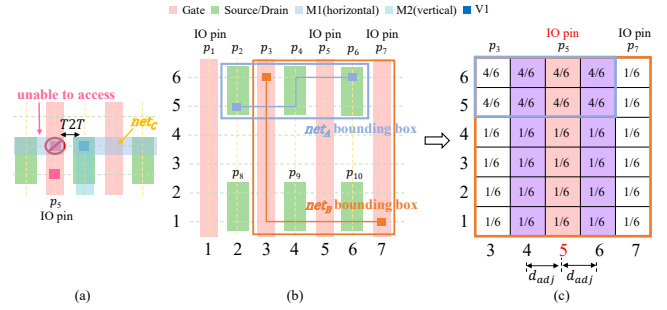 Gate Source/Drain M1(horizontal) M2(vertical) V1
unable to access
T2T
net_C
p_5
IO pin
(a)
IO pin IO pin IO pin
p_1 p_2 p_3 p_4 p_5 p_6 p_7
6
5
4
3
2
1
net_A bounding box
p_8 p_9 p_10
net_B bounding box
1 2 3 4 5 6 7
(b)
IO pin IO pin
p_3 p_5 p_7
6 4/6 4/6 4/6 4/6 1/6
5 4/6 4/6 4/6 4/6 1/6
4 1/6 1/6 1/6 1/6 1/6
3 1/6 1/6 1/6 1/6 1/6
2 1/6 1/6 1/6 1/6 1/6
1 1/6 1/6 1/6 1/6 1/6
3 4 5 6 7
d_adj d_adj
(c)